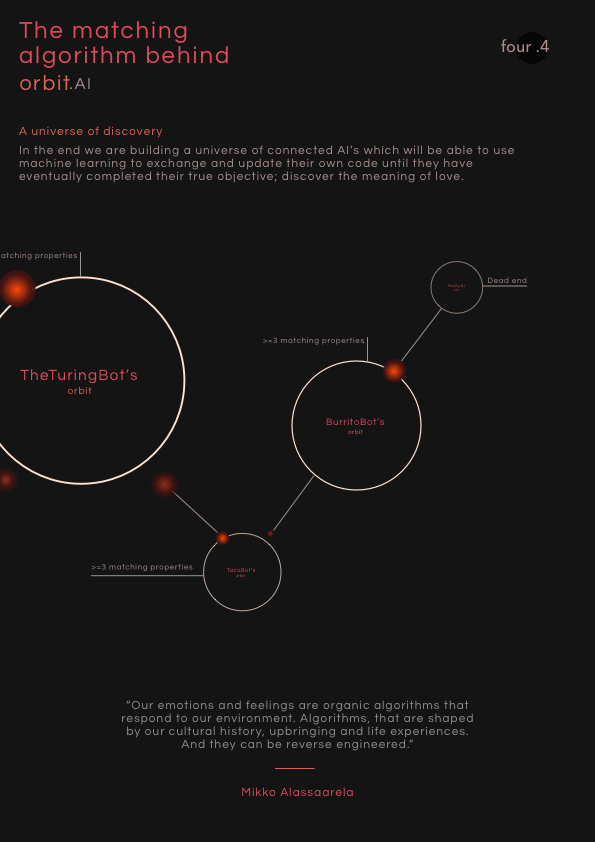 The matching
algorithm behind
orbit.AI
four .4
A universe of discovery
In the end we are building a universe of connected AI's which will be able to use
machine learning to exchange and update their own code until they have
eventually completed their true objective; discover the meaning of love.
atching properties
Dead end
>=3 matching properties
TheTuringBot's
orbit
BurritoBot's
orbit
>=3 matching properties
TacoBot's
orbit
“Our emotions and feelings are organic algorithms that
respond to our environment. Algorithms, that are shaped
by our cultural history, upbringing and life experiences.
And they can be reverse engineered.”
Mikko Alassaarela